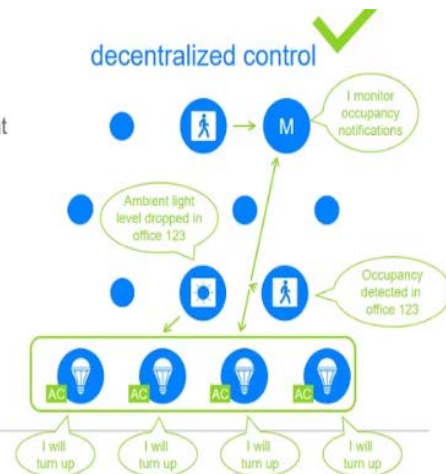 decentralized control
I monitor
occupancy
notifications
M
Ambient light
level dropped in
office 123
Occupancy
detected in
office 123
AC
AC
AC
AC
I will
turn up
I will
turn up
I will
turn up
I will
turn up